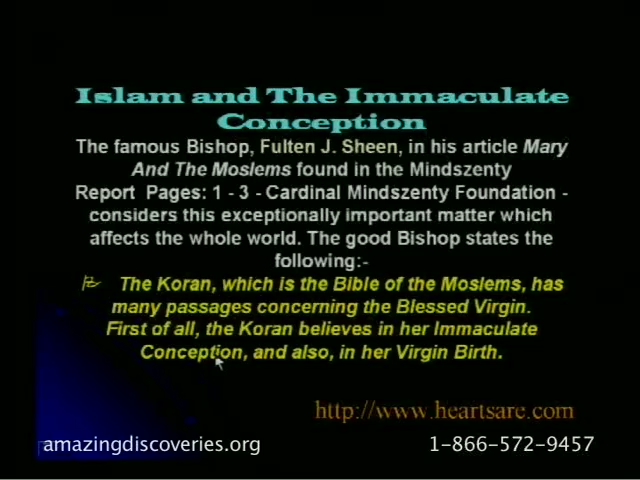 Islam and The Immaculate
Conception
The famous Bishop, Fulten J. Sheen, in his article Mary
And The Moslems found in the Mindszenty
Report Pages: 1 - 3 - Cardinal Mindszenty Foundation -
considers this exceptionally important matter which
affects the whole world. The good Bishop states the
following:-
The Koran, which is the Bible of the Moslems, has
many passages concerning the Blessed Virgin.
First of all, the Koran believes in her Immaculate
Conception, and also, in her Virgin Birth.
http://www.heartsare.com
amazingdiscoveries.org
1-866-572-9457